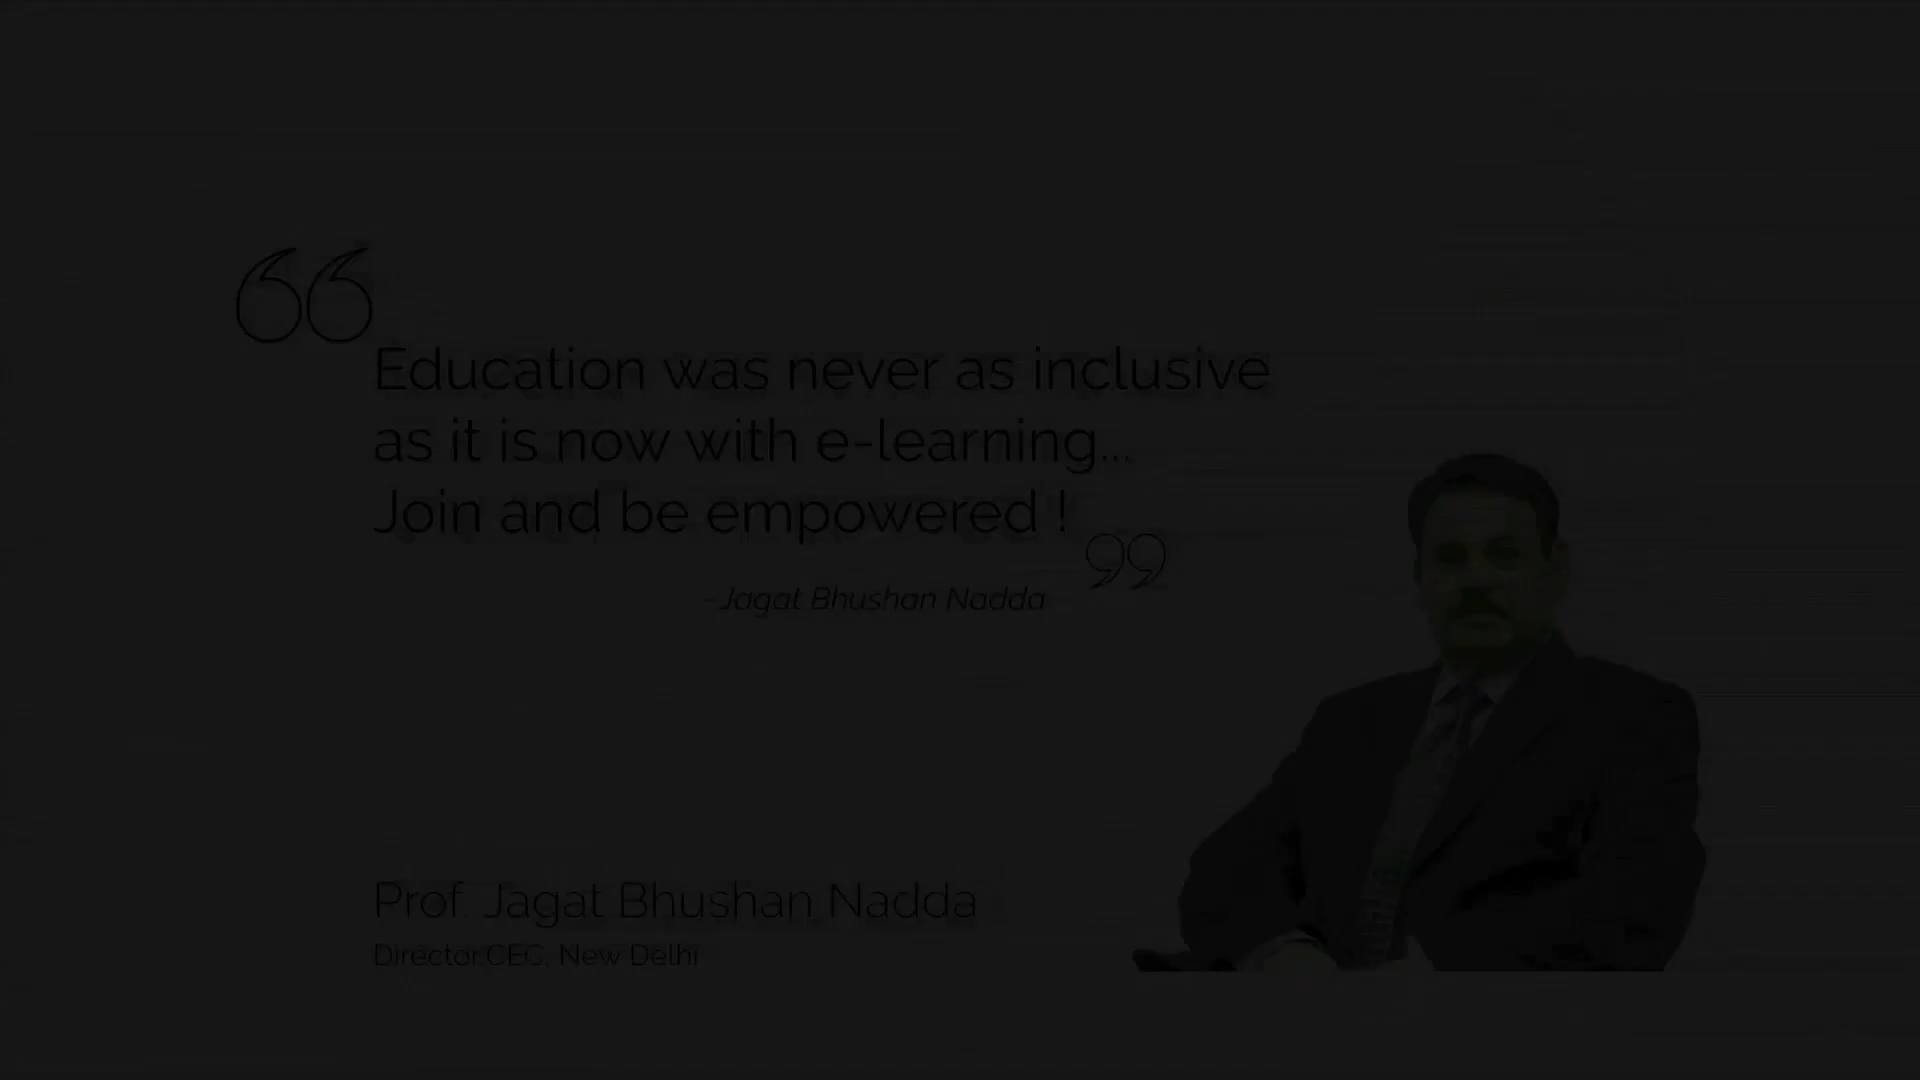 “Education was never as inclusive
as it is now with e-learning...
Join and be empowered !”
-Jagat Bhushan Nadda
Prof. Jagat Bhushan Nadda
Director,CEC, New Delhi